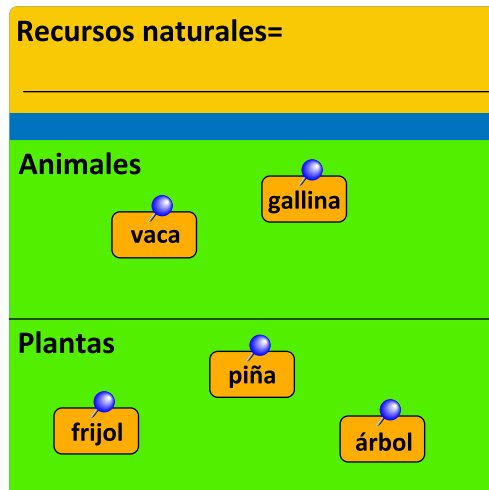 Recursos naturales=
Animales
gallina
vaca
Plantas
piña
frijol
árbol